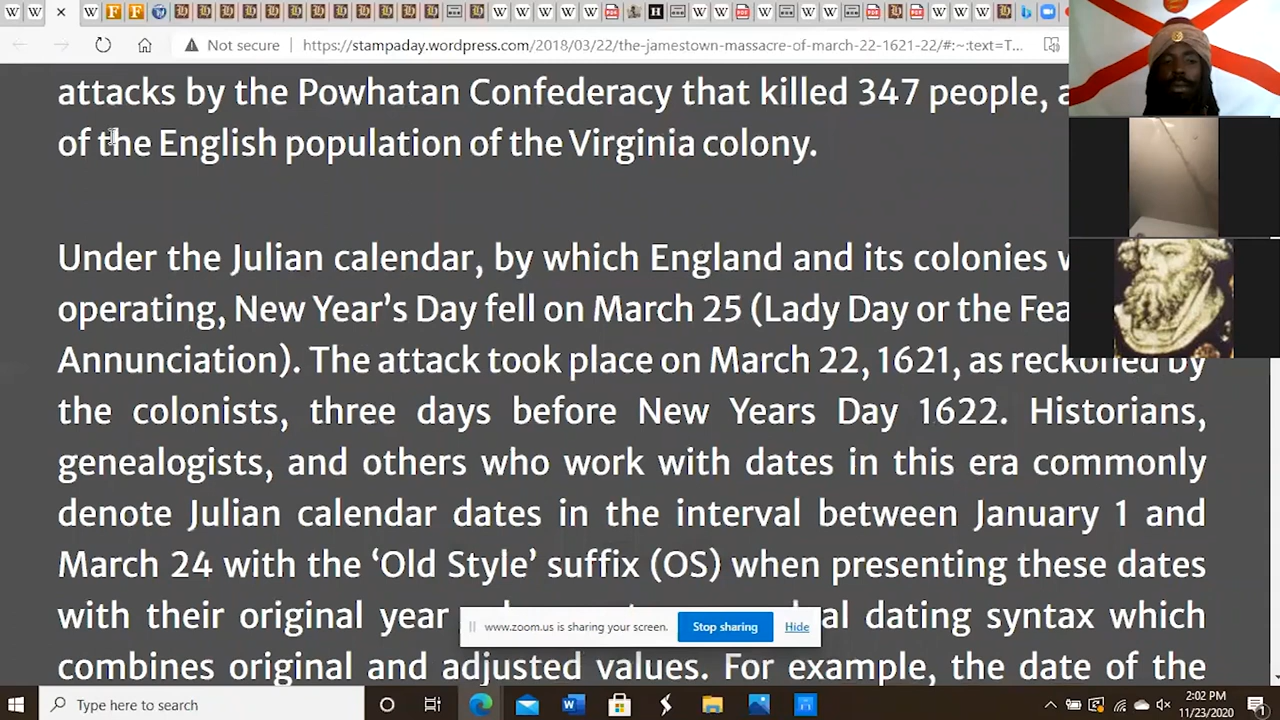 Not secure
https://stampaday.wordpress.com/2018/03/22/the-jamestown-massacre-of-march-22-1621-22/#:~:text=T...
attacks by the Powhatan Confederacy that killed 347 people,
of the English population of the Virginia colony.
Under the Julian calendar, by which England and its colonies
operating, New Year's Day fell on March 25 (Lady Day or the
Annunciation). The attack took place on March 22, 1621, as reckoned by
the colonists, three days before New Years Day 1622. Historians,
genealogists, and others who work with dates in this era commonly
denote Julian calendar dates in the interval between January 1 and
March 24 with the ‘Old Style’ suffix (OS) when presenting these dates
with their original year
dating syntax which
www.zoom.us is sharing your screen.
Stop sharing
Hide
combines original and adjusted values. For example, the date of the
Type here to search
2:02 PM
11/23/2020